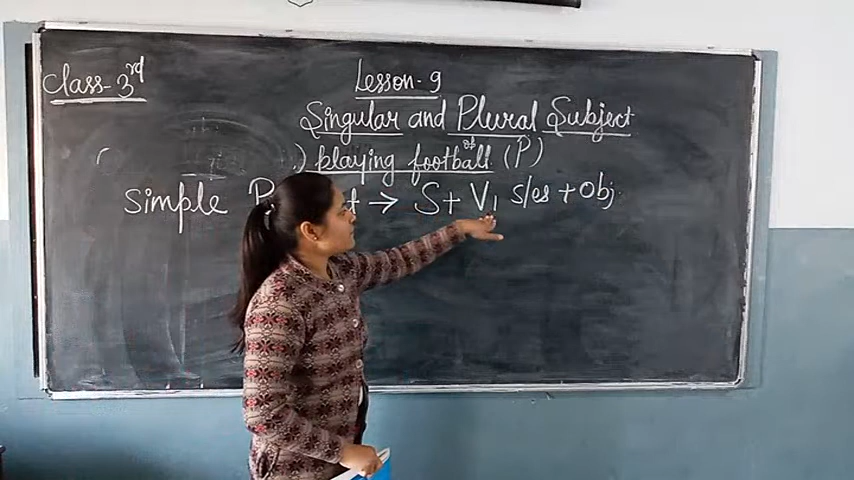 Class-3rd
Lesson-9
Singular and Plural Subject
.) playing football of (P)
Simple P t → S + V1 s/es + Obj